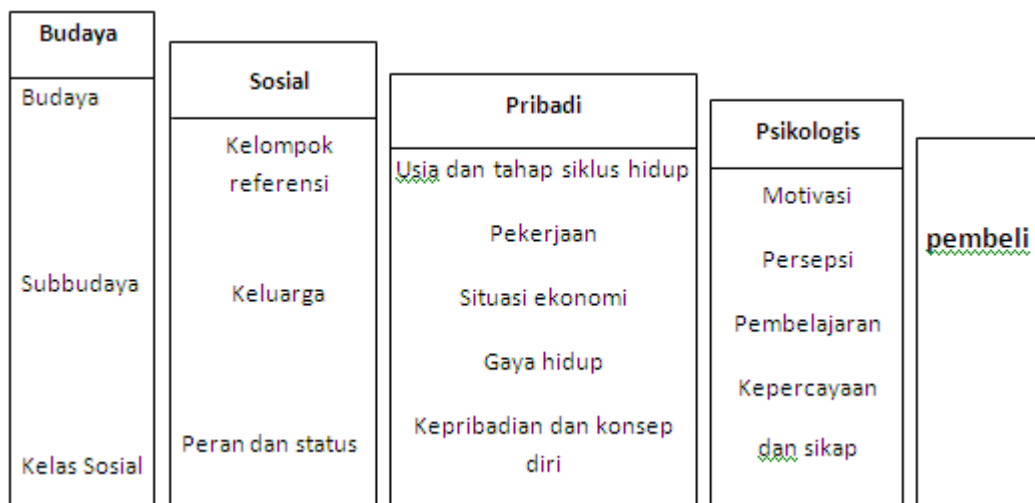 Budaya
Budaya
Subbudaya
Kelas Sosial
Sosial
Kelompok
referensi
Keluarga
Peran dan status
Pribadi
Usia dan tahap siklus hidup
Pekerjaan
Situasi ekonomi
Gaya hidup
Kepribadian dan konsep
diri
Psikologis
Motivasi
Persepsi
Pembelajaran
Kepercayaan
dan sikap
pembeli